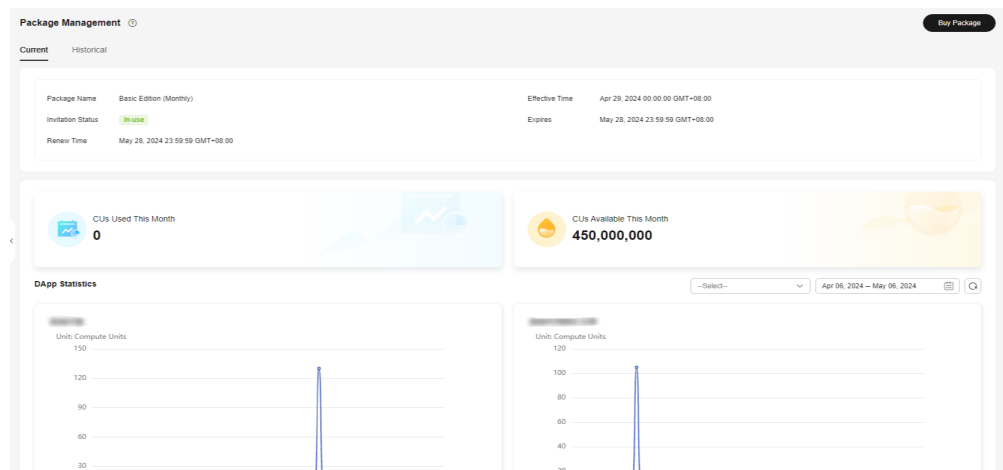 Package Management ?
Buy Package
Current Historical
Package Name Basic Edition (Monthly)
Effective Time Apr 29, 2024 00:00:00 GMT+08:00
Invitation Status In-use
Expires May 28, 2024 23:59:59 GMT+08:00
Renew Time May 28, 2024 23:59:59 GMT+08:00
CUs Used This Month
0
CUs Available This Month
450,000,000
DApp Statistics
--Select-- Apr 06, 2024 – May 06, 2024
Unit: Compute Units
150
120
90
60
30
Unit: Compute Units
120
100
80
60
40
20